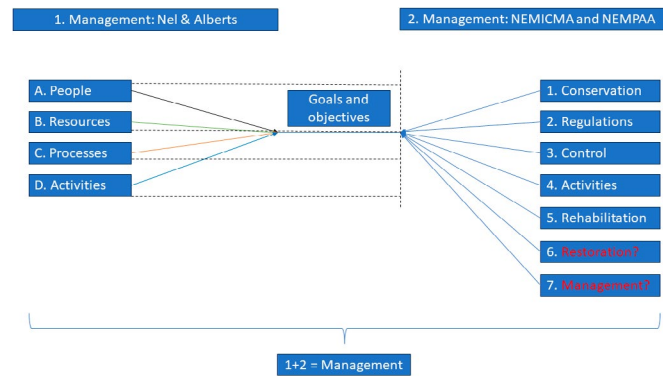 1. Management: Nel & Alberts
2. Management: NEMICMA and NEMPAA
A. People
B. Resources
C. Processes
D. Activities
Goals and
objectives
1. Conservation
2. Regulations
3. Control
4. Activities
5. Rehabilitation
6. Restoration?
7. Management?
1+2 = Management